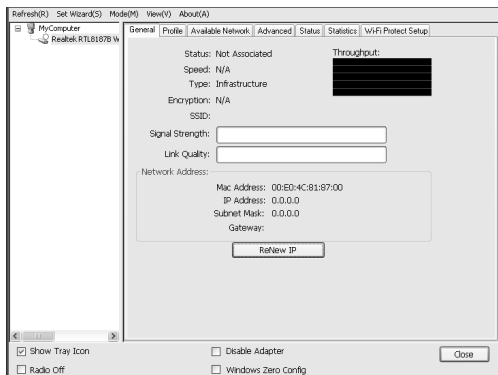 Refresh(R) Set Wizard(S) Mode(M) View(V) About(A)
MyComputer
Realtek RTL8187B W
General Profile Available Network Advanced Status Statistics Wi-Fi Protect Setup
Status: Not Associated
Throughput:
Speed: N/A
Type: Infrastructure
Encryption: N/A
SSID:
Signal Strength:
Link Quality:
Network Address:
Mac Address: 00:E0:4C:81:87:00
IP Address: 0.0.0.0
Subnet Mask: 0.0.0.0
Gateway:
ReNew IP
Show Tray Icon
Disable Adapter
Close
Radio Off
Windows Zero Config